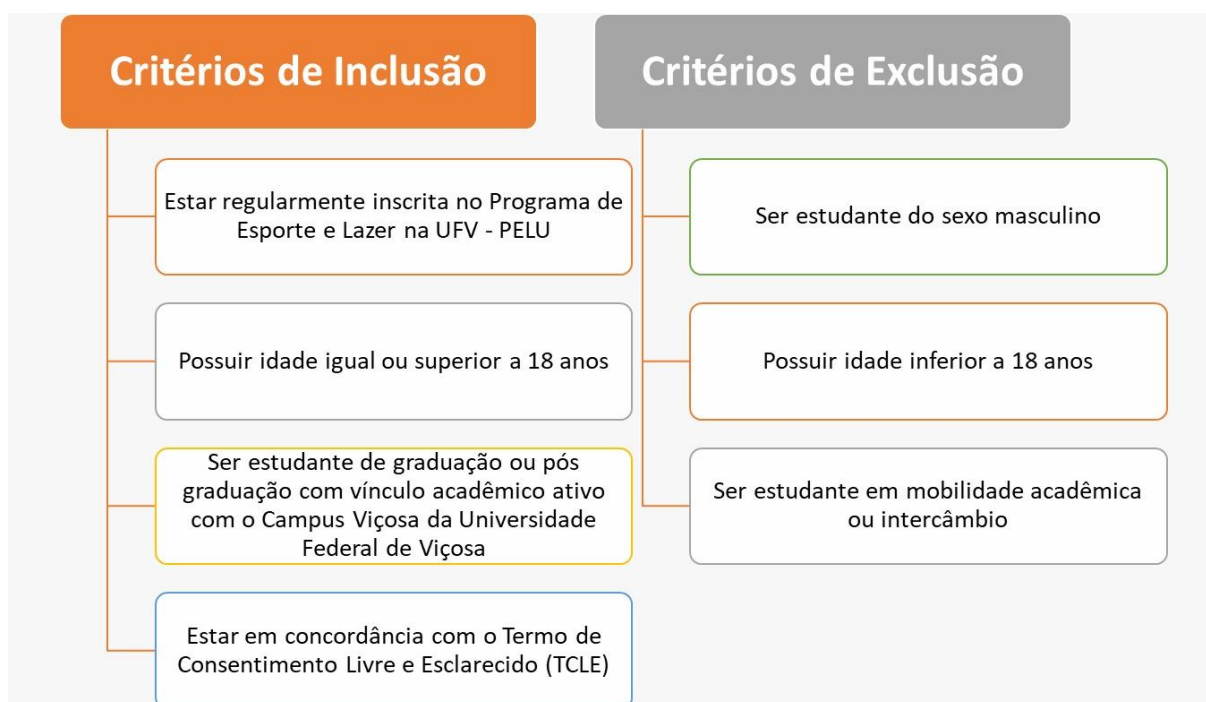 Critérios de Inclusão
Estar regularmente inscrita no Programa de
Esporte e Lazer na UFV - PELU
Possuir idade igual ou superior a 18 anos
Ser estudante de graduação ou pós
graduação com vínculo acadêmico ativo
com o Campus Viçosa da Universidade
Federal de Viçosa
Estar em concordância com o Termo de
Consentimento Livre e Esclarecido (TCLE)
Critérios de Exclusão
Ser estudante do sexo masculino
Possuir idade inferior a 18 anos
Ser estudante em mobilidade acadêmica
ou intercâmbio